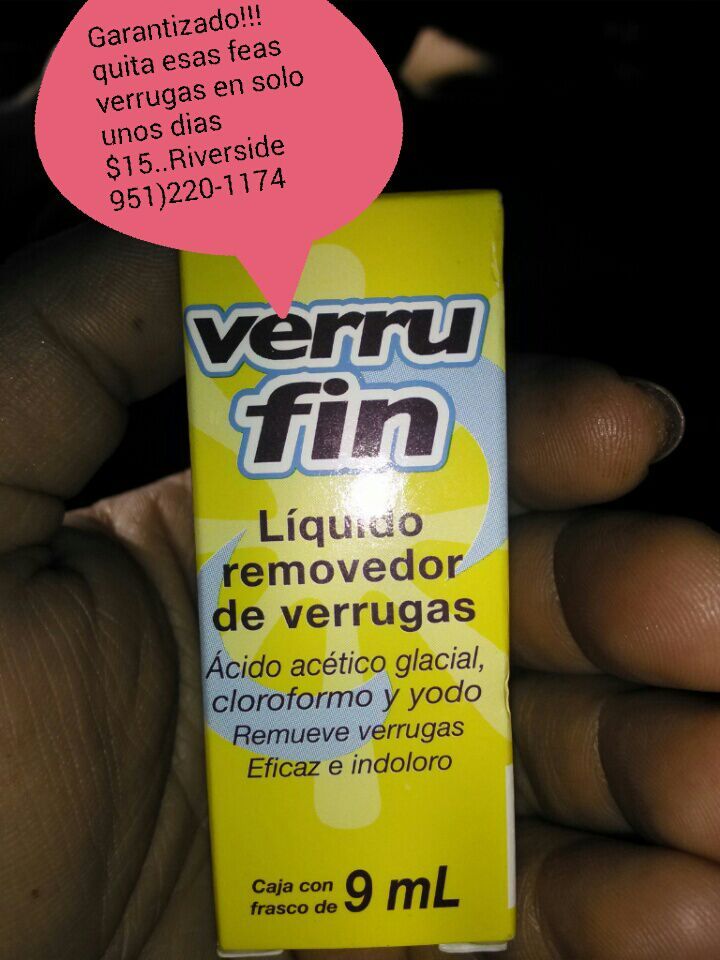 Garantizado!!!
quita esas feas
verrugas en solo
unos dias
$15..Riverside
951)220-1174
verru
fin
Líquido
removedor
de verrugas
Ácido acético glacial,
cloroformo y yodo
Remueve verrugas
Eficaz e indoloro
Caja con
frasco de 9 mL